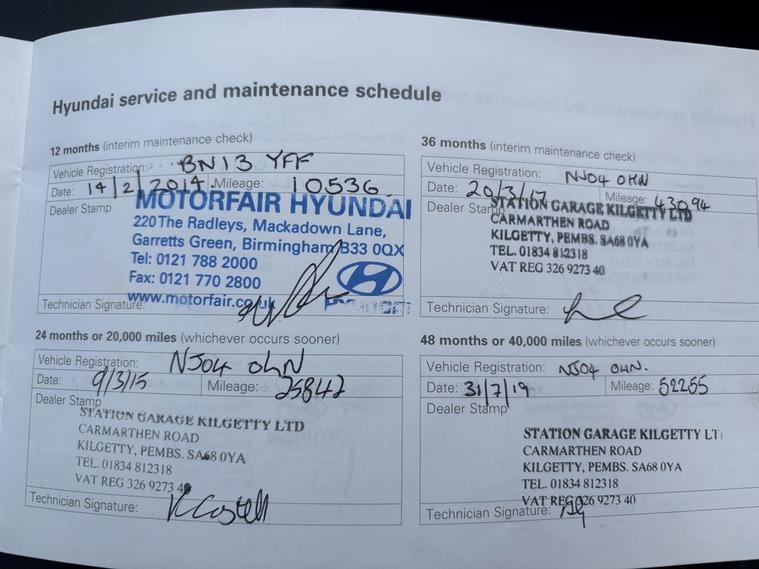 Hyundai service and maintenance schedule
12 months (interim maintenance check)
Vehicle Registration: BN13 YFF
Date: 14/2/2014. Mileage: 10536
Dealer Stamp
MOTORFAIR HYUNDAI
220 The Radleys, Mackadown Lane,
Garretts Green, Birmingham B33 0QX
Tel: 0121 788 2000
Fax: 0121 770 2800
www.motorfair.co.uk
Technician Signature:
24 months or 20,000 miles (whichever occurs sooner)
Vehicle Registration: NJ04 OHN
Date: 9/3/15 Mileage: 25842
Dealer Stamp
STATION GARAGE KILGETTY LTD
CARMARTHEN ROAD
KILGETTY, PEMBS. SA68 0YA
TEL. 01834 812318
VAT REG 326 9273 40
Technician Signature: K Costell
36 months (interim maintenance check)
Vehicle Registration: NJ04 OHN
Date: 20/3/17 Mileage: 43094
Dealer Stamp
STATION GARAGE KILGETTY LTD
CARMARTHEN ROAD
KILGETTY, PEMBS. SA68 0YA
TEL. 01834 812318
VAT REG 326 9273 40
Technician Signature:
48 months or 40,000 miles (whichever occurs sooner)
Vehicle Registration: NJ04 OHN.
Date: 31/7/19 Mileage: 52255
Dealer Stamp
STATION GARAGE KILGETTY LT
CARMARTHEN ROAD
KILGETTY, PEMBS. SA68 0YA
TEL. 01834 812318
VAT REG 326 9273 40
Technician Signature: